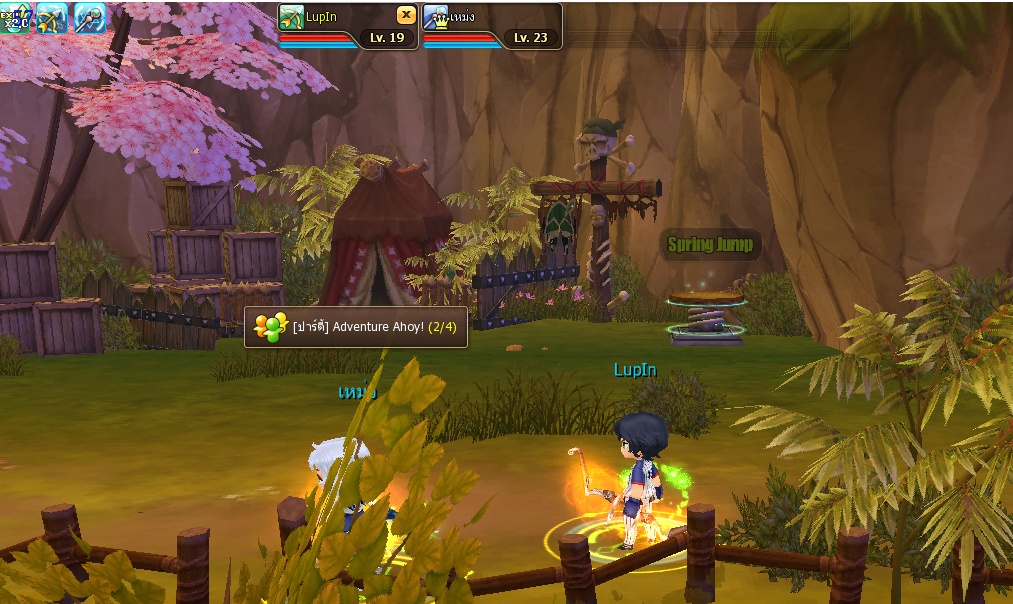 EXP
x2.0
LupIn
Lv. 19
เหม่ง
Lv. 23
Spring Jump
[ปาร์ตี้] Adventure Ahoy! (2/4)
LupIn